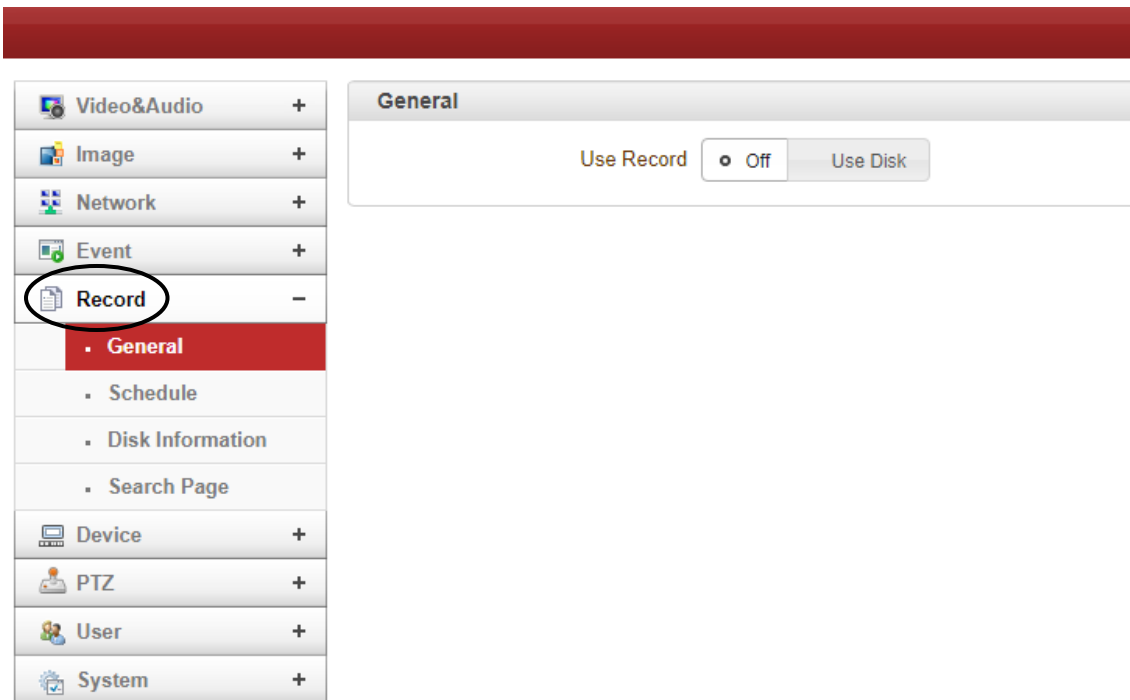 Video&Audio +
Image +
Network +
Event +
Record −
General
Schedule
Disk Information
Search Page
Device +
PTZ +
User +
System +
General
Use Record Off Use Disk